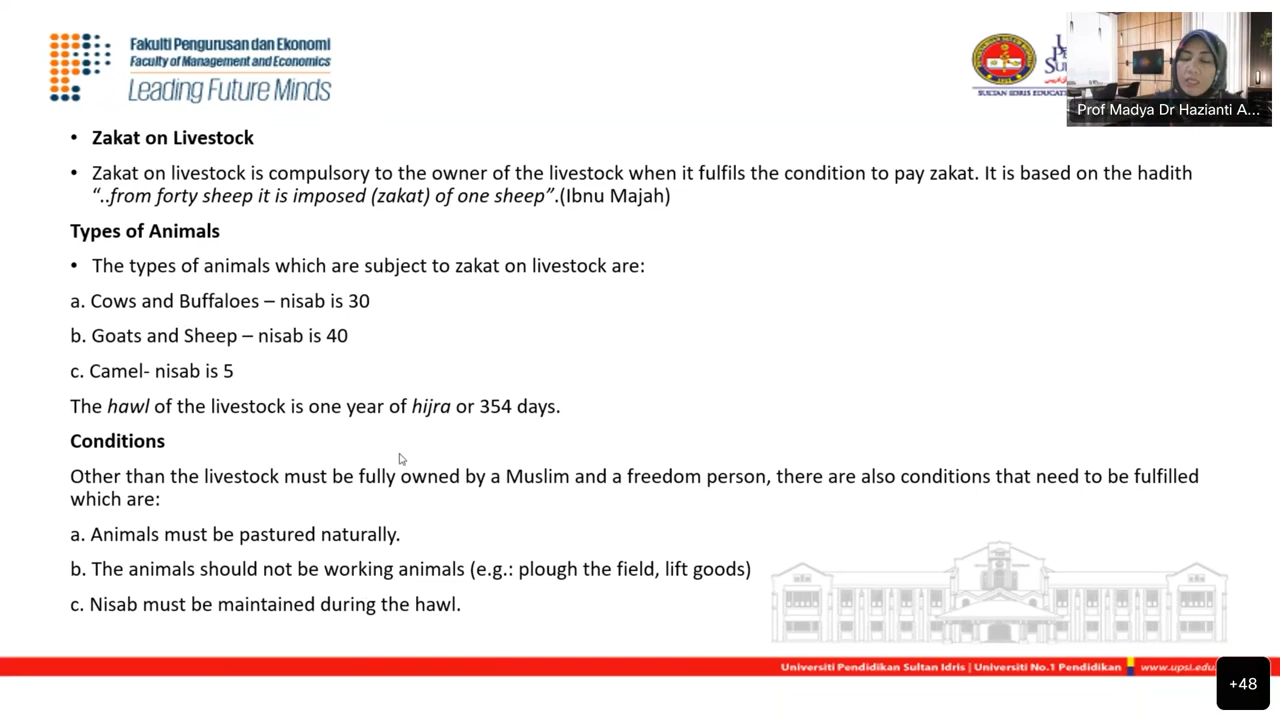 Fakulti Pengurusan dan Ekonomi
Faculty of Management and Economics
Leading Future Minds
Prof Madya Dr Hazianti A...
• Zakat on Livestock
• Zakat on livestock is compulsory to the owner of the livestock when it fulfils the condition to pay zakat. It is based on the hadith
“..from forty sheep it is imposed (zakat) of one sheep”.(Ibnu Majah)
Types of Animals
• The types of animals which are subject to zakat on livestock are:
a. Cows and Buffaloes – nisab is 30
b. Goats and Sheep – nisab is 40
c. Camel- nisab is 5
The hawl of the livestock is one year of hijra or 354 days.
Conditions
Other than the livestock must be fully owned by a Muslim and a freedom person, there are also conditions that need to be fulfilled
which are:
a. Animals must be pastured naturally.
b. The animals should not be working animals (e.g.: plough the field, lift goods)
c. Nisab must be maintained during the hawl.
Universiti Pendidikan Sultan Idris | Universiti No.1 Pendidikan www.upsi.edu.
+48